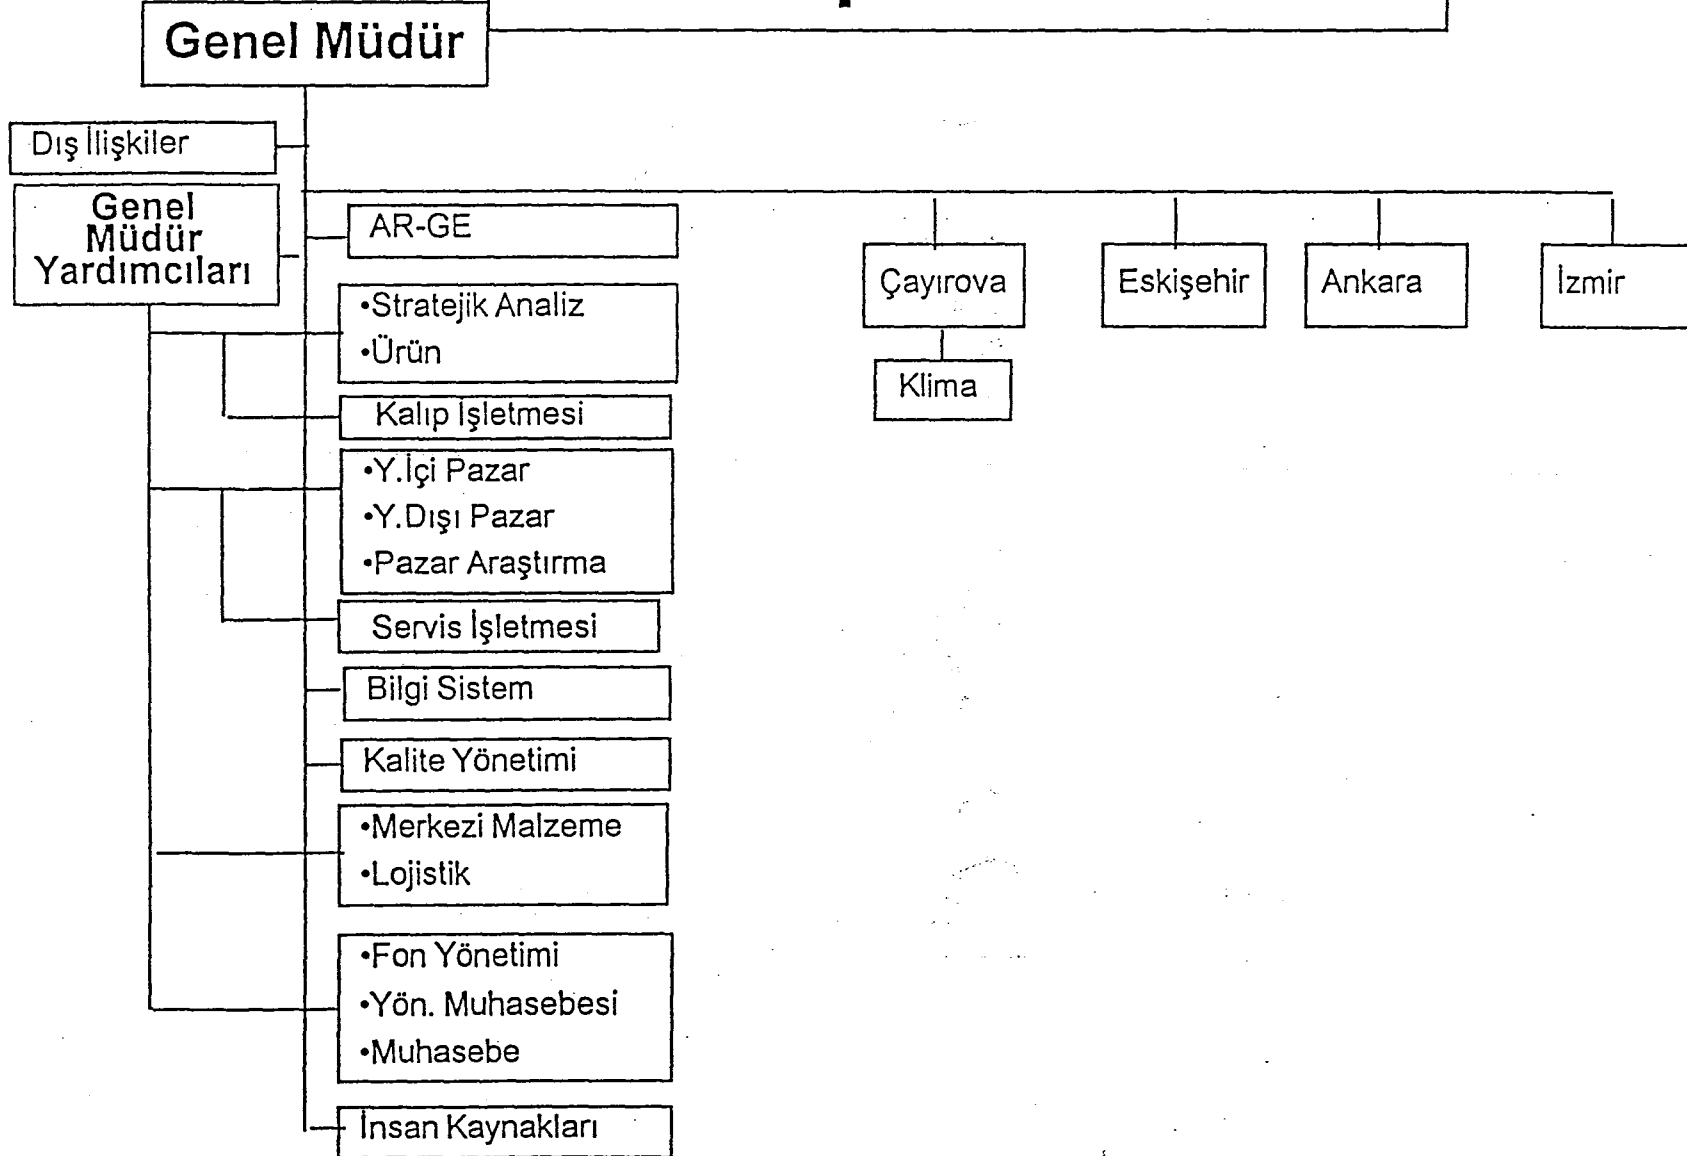 Genel Müdür
Dış İlişkiler
Genel
Müdür
Yardımcıları
AR-GE
•Stratejik Analiz
•Ürün
Kalıp İşletmesi
•Y.İçi Pazar
•Y.Dışı Pazar
•Pazar Araştırma
Servis İşletmesi
Bilgi Sistem
Kalite Yönetimi
•Merkezi Malzeme
•Lojistik
•Fon Yönetimi
•Yön. Muhasebesi
•Muhasebe
İnsan Kaynakları
Çayırova
Eskişehir
Ankara
İzmir
Klima